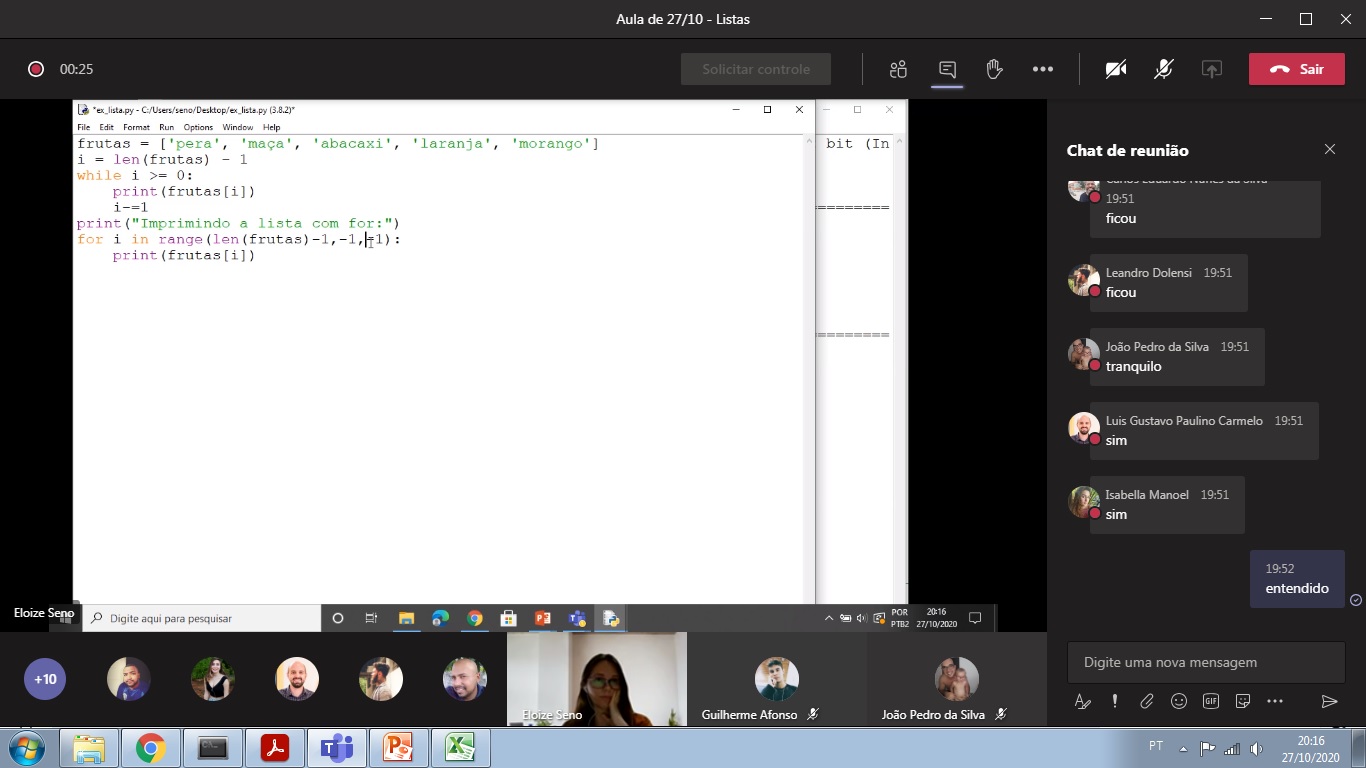 Aula de 27/10 - Listas
00:25
Solicitar controle
Sair
*ex_lista.py - C:/Users/seno/Desktop/ex_lista.py (3.8.2)*
File Edit Format Run Options Window Help
frutas = ['pera', 'maça', 'abacaxi', 'laranja', 'morango']
i = len(frutas) - 1
while i >= 0:
    print(frutas[i])
    i-=1
print("Imprimindo a lista com for:")
for i in range(len(frutas)-1,-1,-1):
    print(frutas[i])
bit (In
=========
=========
Eloize Seno
Digite aqui para pesquisar
POR
PTB2
20:16
27/10/2020
+10
Eloize Seno
Guilherme Afonso
João Pedro da Silva
Chat de reunião
Carlos Eduardo Nunes da Silva
19:51
ficou
Leandro Dolensi 19:51
ficou
João Pedro da Silva 19:51
tranquilo
Luis Gustavo Paulino Carmelo 19:51
sim
Isabella Manoel 19:51
sim
19:52
entendido
Digite uma nova mensagem
GIF
PT
20:16
27/10/2020